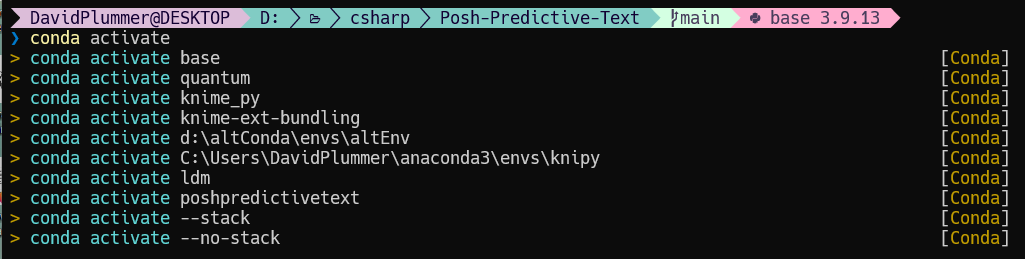 DavidPlummer@DESKTOP D: csharp Posh-Predictive-Text main base 3.9.13
❯ conda activate
> conda activate base [Conda]
> conda activate quantum [Conda]
> conda activate knime_py [Conda]
> conda activate knime-ext-bundling [Conda]
> conda activate d:\altConda\envs\altEnv [Conda]
> conda activate C:\Users\DavidPlummer\anaconda3\envs\knipy [Conda]
> conda activate ldm [Conda]
> conda activate poshpredictivetext [Conda]
> conda activate --stack [Conda]
> conda activate --no-stack [Conda]